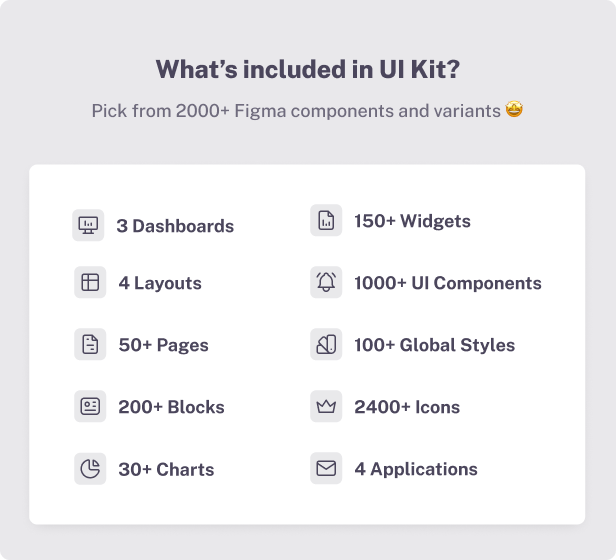 What's included in UI Kit?
Pick from 2000+ Figma components and variants 🤩
3 Dashboards
150+ Widgets
4 Layouts
1000+ UI Components
50+ Pages
100+ Global Styles
200+ Blocks
2400+ Icons
30+ Charts
4 Applications